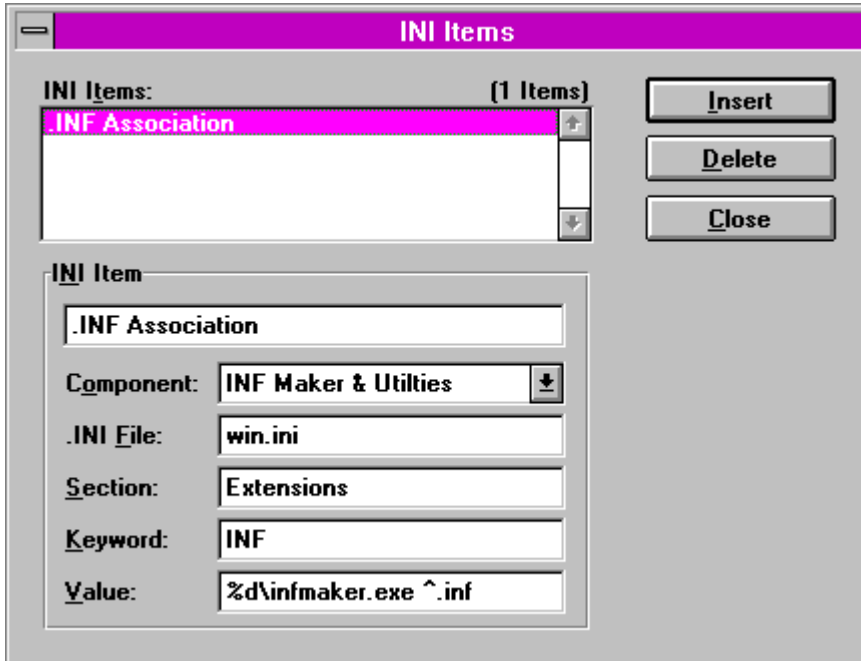 INI Items
INI Items: (1 Items)
.INF Association
Insert
Delete
Close
INI Item
.INF Association
Component: INF Maker & Utilties
.INI File: win.ini
Section: Extensions
Keyword: INF
Value: %d\infmaker.exe ^.inf